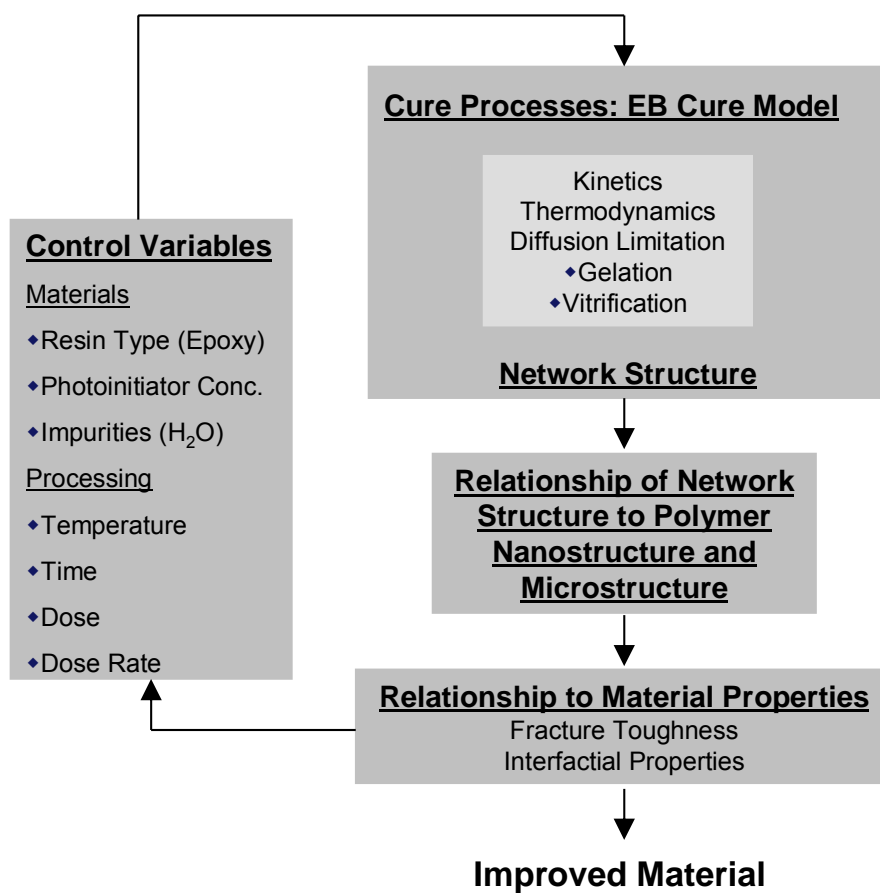 Cure Processes: EB Cure Model
Kinetics
Thermodynamics
Diffusion Limitation
◆Gelation
◆Vitrification
Network Structure
Control Variables
Materials
◆Resin Type (Epoxy)
◆Photoinitiator Conc.
◆Impurities (H₂O)
Processing
◆Temperature
◆Time
◆Dose
◆Dose Rate
Relationship of Network
Structure to Polymer
Nanostructure and
Microstructure
Relationship to Material Properties
Fracture Toughness
Interfactial Properties
Improved Material